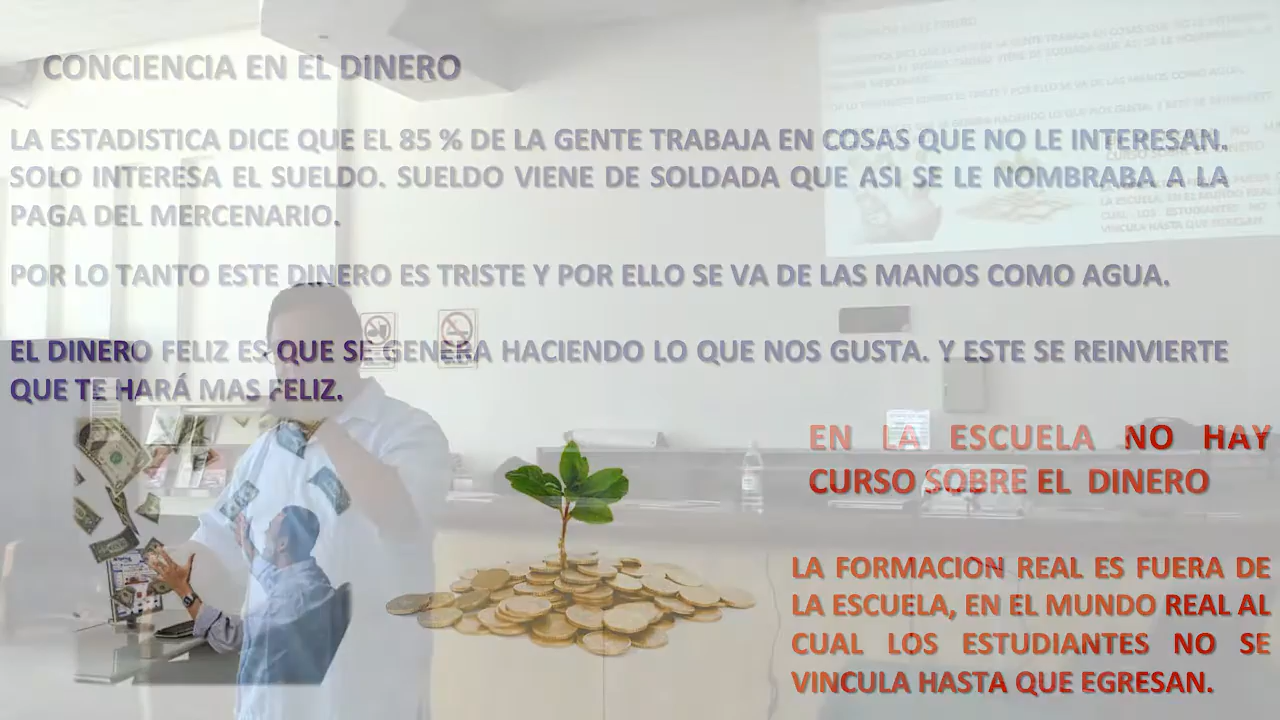 CONCIENCIA EN EL DINERO
LA ESTADISTICA DICE QUE EL 85 % DE LA GENTE TRABAJA EN COSAS QUE NO LE INTERESAN.
SOLO INTERESA EL SUELDO. SUELDO VIENE DE SOLDADA QUE ASI SE LE NOMBRABA A LA
PAGA DEL MERCENARIO.
POR LO TANTO ESTE DINERO ES TRISTE Y POR ELLO SE VA DE LAS MANOS COMO AGUA.
EL DINERO FELIZ ES QUE SE GENERA HACIENDO LO QUE NOS GUSTA. Y ESTE SE REINVIERTE
QUE TE HARÁ MAS FELIZ.
EN LA ESCUELA NO HAY
CURSO SOBRE EL DINERO
LA FORMACION REAL ES FUERA DE
LA ESCUELA, EN EL MUNDO REAL AL
CUAL LOS ESTUDIANTES NO SE
VINCULA HASTA QUE EGRESAN.